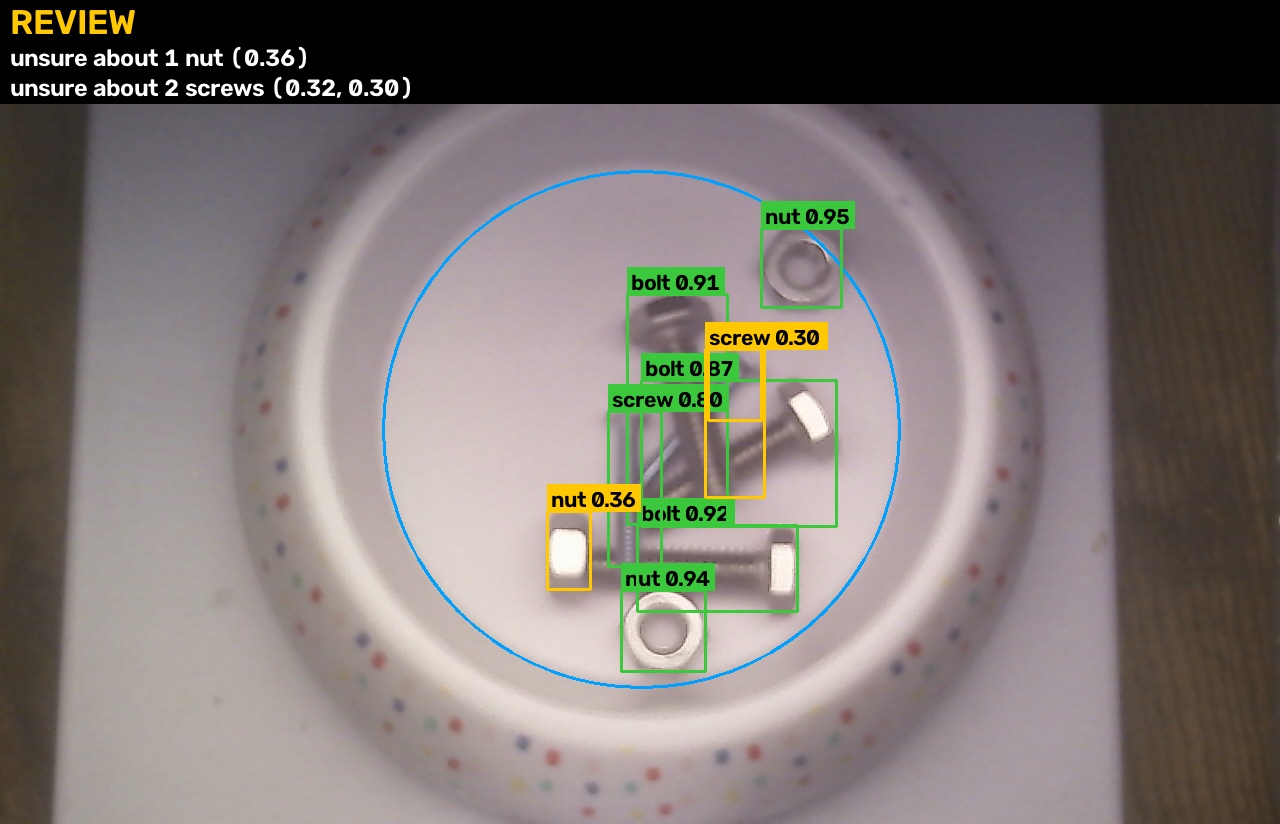 REVIEW
unsure about 1 nut (0.36)
unsure about 2 screws (0.32, 0.30)
nut 0.95
bolt 0.91
screw 0.30
bolt 0.87
screw 0.80
nut 0.36
bolt 0.92
nut 0.94